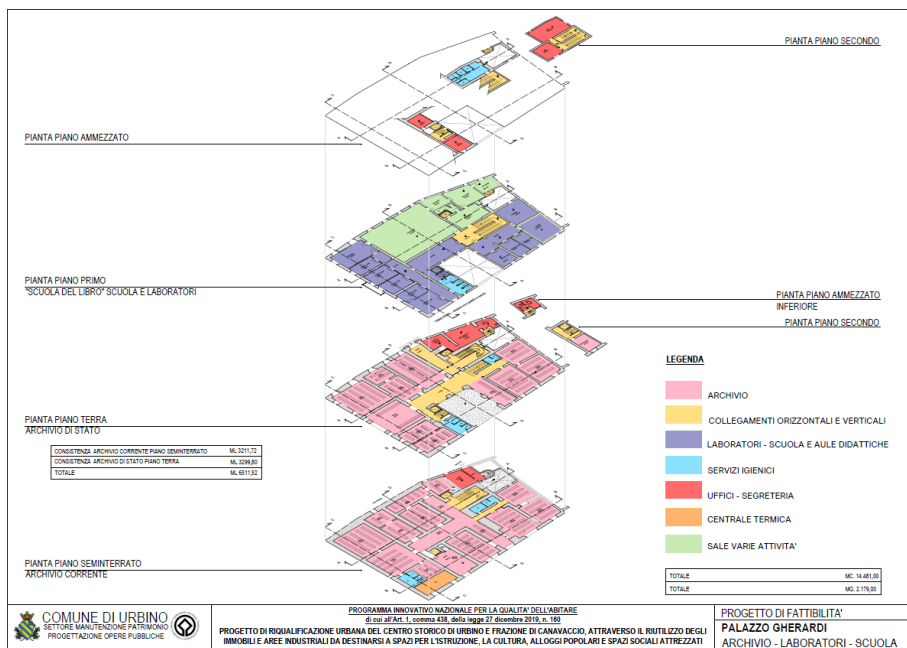 PIANTA PIANO SECONDO
PIANTA PIANO AMMEZZATO
PIANTA PIANO PRIMO
"SCUOLA DEL LIBRO" SCUOLA E LABORATORI
PIANTA PIANO AMMEZZATO
INFERIORE
PIANTA PIANO SECONDO
LEGENDA
ARCHIVIO
COLLEGAMENTI ORIZZONTALI E VERTICALI
LABORATORI - SCUOLA E AULE DIDATTICHE
SERVIZI IGIENICI
UFFICI - SEGRETERIA
CENTRALE TERMICA
SALE VARIE ATTIVITA'
PIANTA PIANO TERRA
ARCHIVIO DI STATO
CONSISTENZA ARCHIVIO CORRENTE PIANO SEMINTERRATO ML 3211,72
CONSISTENZA ARCHIVIO DI STATO PIANO TERRA ML 3299,80
TOTALE ML 6511,52
PIANTA PIANO SEMINTERRATO
ARCHIVIO CORRENTE
TOTALE MC. 14.481,00
TOTALE MQ. 2.179,00
COMUNE DI URBINO
SETTORE MANUTENZIONE PATRIMONIO
PROGETTAZIONE OPERE PUBBLICHE
PROGRAMMA INNOVATIVO NAZIONALE PER LA QUALITA' DELL'ABITARE
di cui all'Art. 1, comma 438, della legge 27 dicembre 2019, n. 160
PROGETTO DI RIQUALIFICAZIONE URBANA DEL CENTRO STORICO DI URBINO E FRAZIONE DI CANAVACCIO, ATTRAVERSO IL RIUTILIZZO DEGLI
IMMOBILI E AREE INDUSTRIALI DA DESTINARSI A SPAZI PER L'ISTRUZIONE, LA CULTURA, ALLOGGI POPOLARI E SPAZI SOCIALI ATTREZZATI
PROGETTO DI FATTIBILITA'
PALAZZO GHERARDI
ARCHIVIO - LABORATORI - SCUOLA